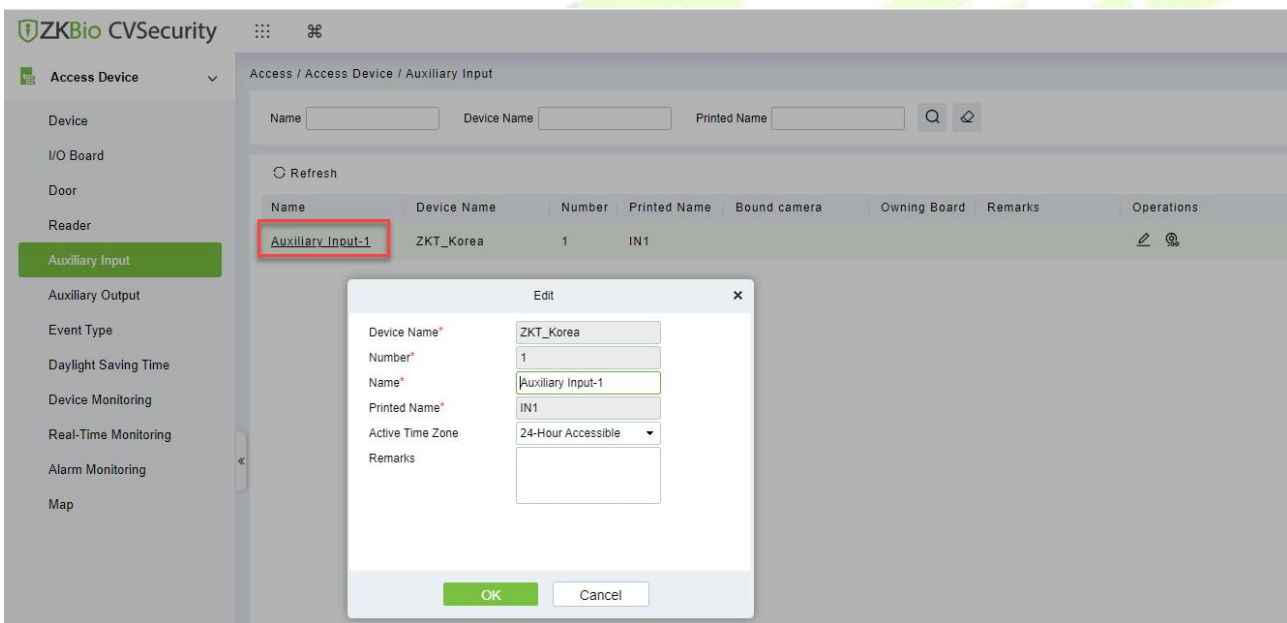 ZKBio CVSecurity
Access Device
Access / Access Device / Auxiliary Input
Device
I/O Board
Door
Reader
Auxiliary Input
Auxiliary Output
Event Type
Daylight Saving Time
Device Monitoring
Real-Time Monitoring
Alarm Monitoring
Map
Name Device Name Printed Name
Refresh
Name Device Name Number Printed Name Bound camera Owning Board Remarks Operations
Auxiliary Input-1 ZKT_Korea 1 IN1
Edit
Device Name* ZKT_Korea
Number* 1
Name* Auxiliary Input-1
Printed Name* IN1
Active Time Zone 24-Hour Accessible
Remarks
OK Cancel